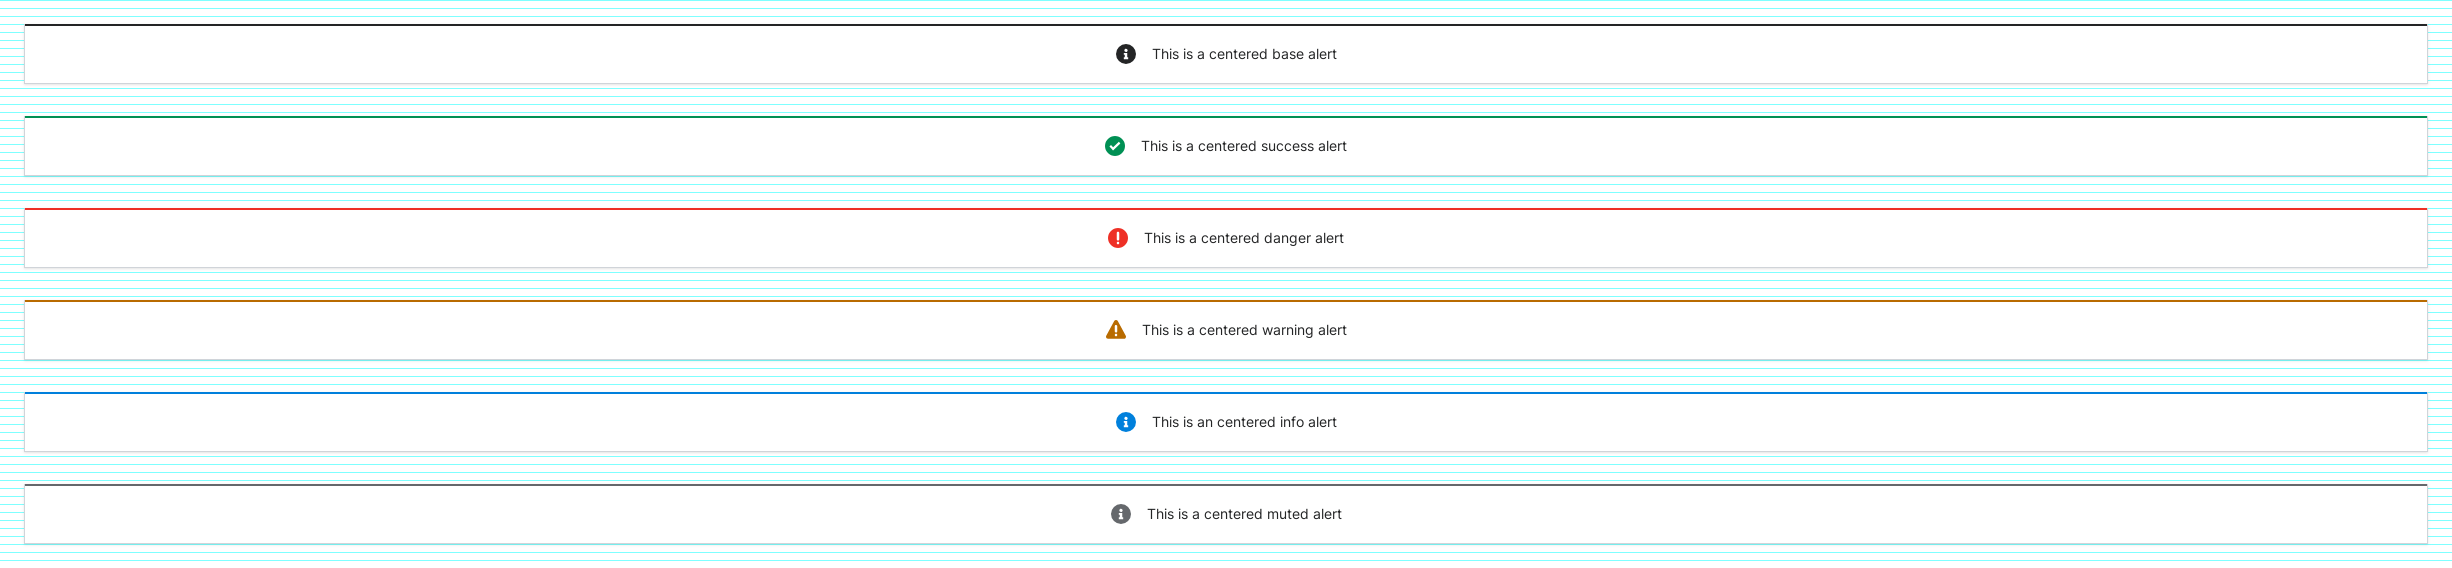 This is a centered base alert
This is a centered success alert
This is a centered danger alert
This is a centered warning alert
This is an centered info alert
This is a centered muted alert